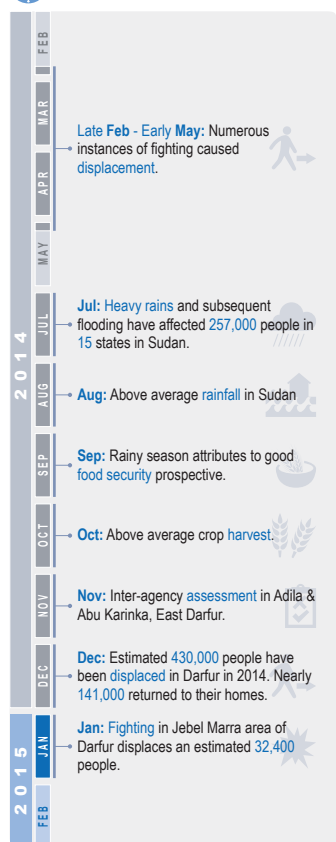 FEB
MAR
APR
MAY
2014
Late Feb - Early May: Numerous
instances of fighting caused
displacement.
JUL
Jul: Heavy rains and subsequent
flooding have affected 257,000 people in
15 states in Sudan.
AUG
Aug: Above average rainfall in Sudan
SEP
Sep: Rainy season attributes to good
food security prospective.
OCT
Oct: Above average crop harvest.
NOV
Nov: Inter-agency assessment in Adila &
Abu Karinka, East Darfur.
DEC
Dec: Estimated 430,000 people have
been displaced in Darfur in 2014. Nearly
141,000 returned to their homes.
2015
JAN
Jan: Fighting in Jebel Marra area of
Darfur displaces an estimated 32,400
people.
FEB